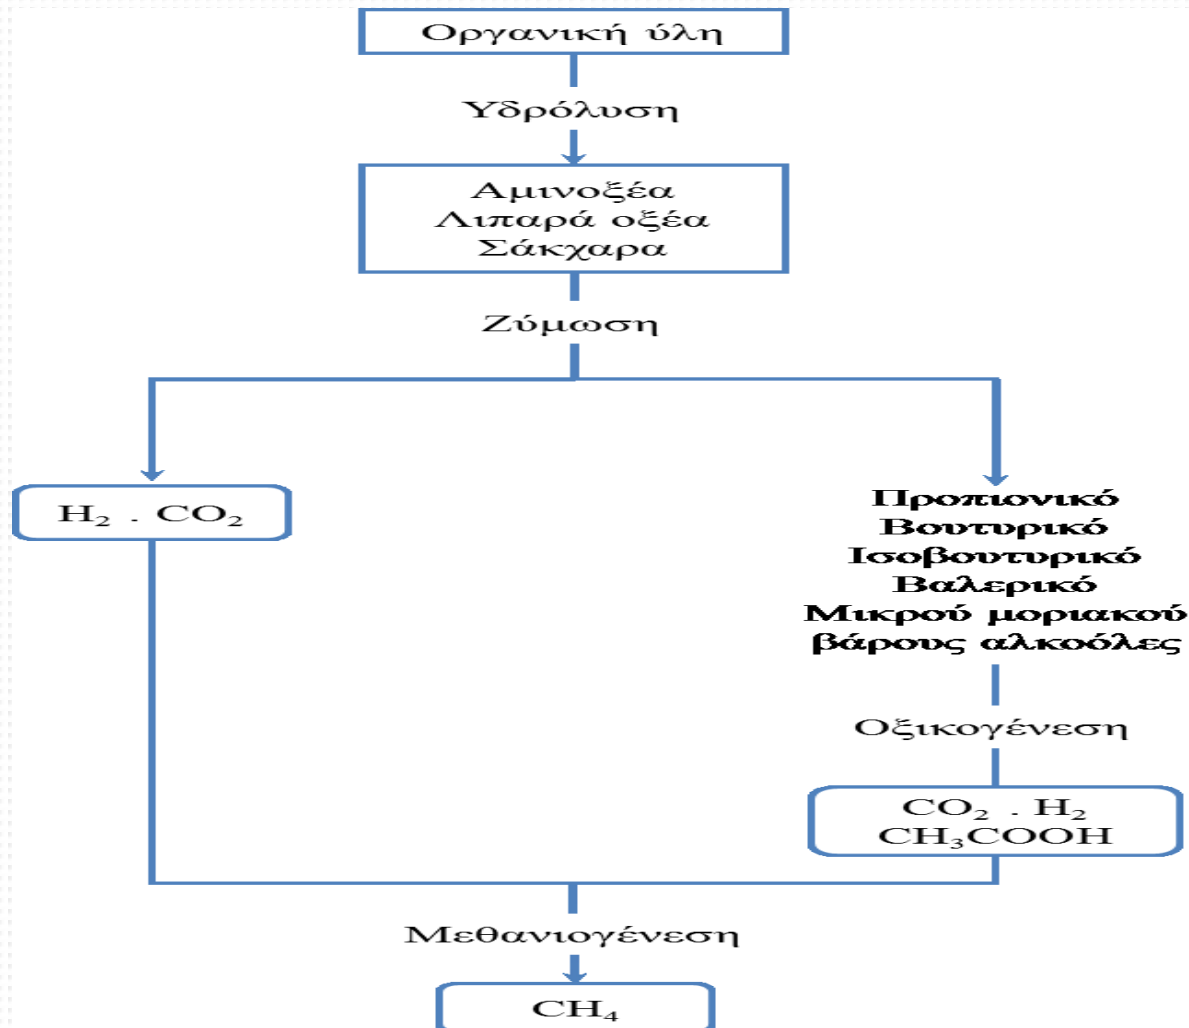 Οργανική ύλη
Υδρόλυση
Αμινοξέα
Λιπαρά οξέα
Σάκχαρα
Ζύμωση
H₂ . CO₂
Προπιονικό
Βουτυρικό
Ισοβουτυρικό
Βαλερικό
Μικρού μοριακού
βάρους αλκοόλες
Οξικογένεση
CO₂ . H₂
CH₃COOH
Μεθανιογένεση
CH₄